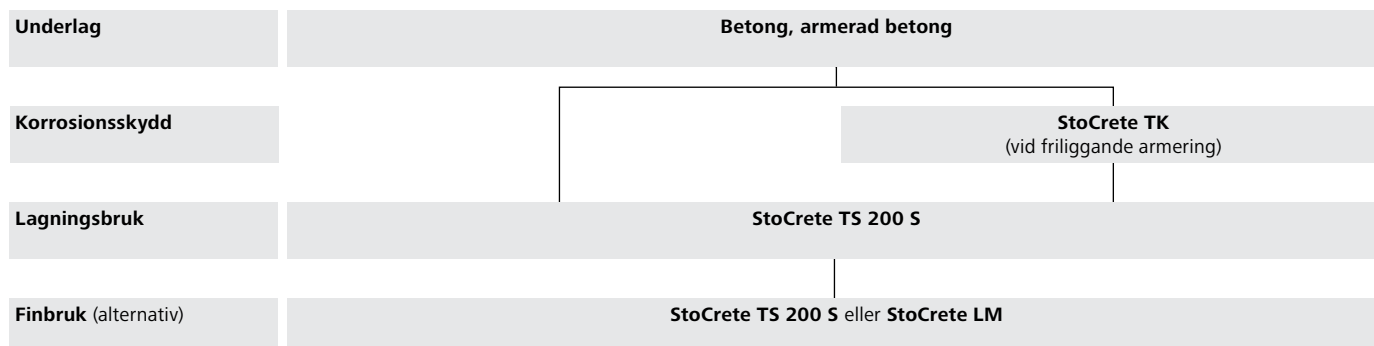 Underlag
Betong, armerad betong
Korrosionsskydd
StoCrete TK
(vid friliggande armering)
Lagningsbruk
StoCrete TS 200 S
Finbruk (alternativ)
StoCrete TS 200 S eller StoCrete LM